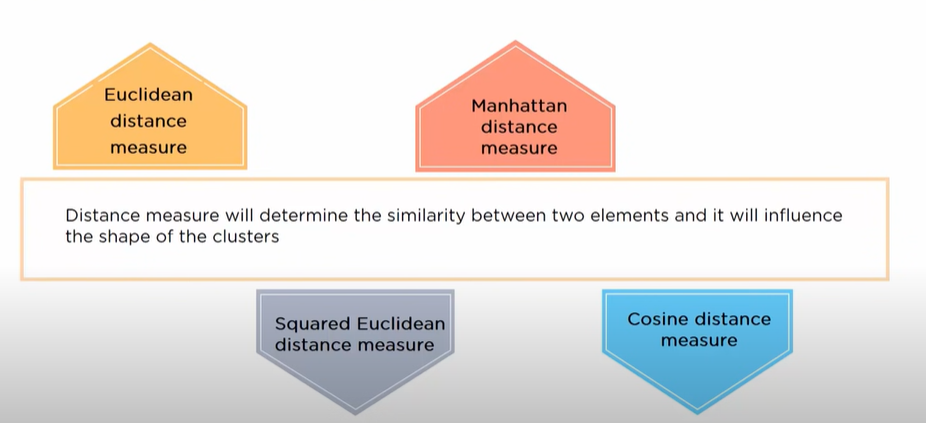 Euclidean
distance
measure
Manhattan
distance
measure
Distance measure will determine the similarity between two elements and it will influence
the shape of the clusters
Squared Euclidean
distance measure
Cosine distance
measure